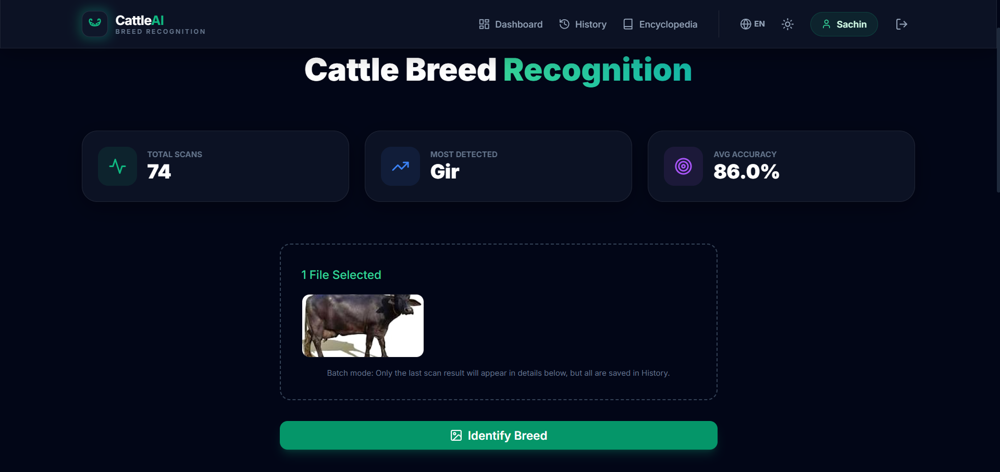 CattleAI
BREED RECOGNITION
Dashboard
History
Encyclopedia
EN
Sachin
Cattle Breed Recognition
TOTAL SCANS
74
MOST DETECTED
Gir
AVG ACCURACY
86.0%
1 File Selected
Batch mode: Only the last scan result will appear in details below, but all are saved in History.
Identify Breed